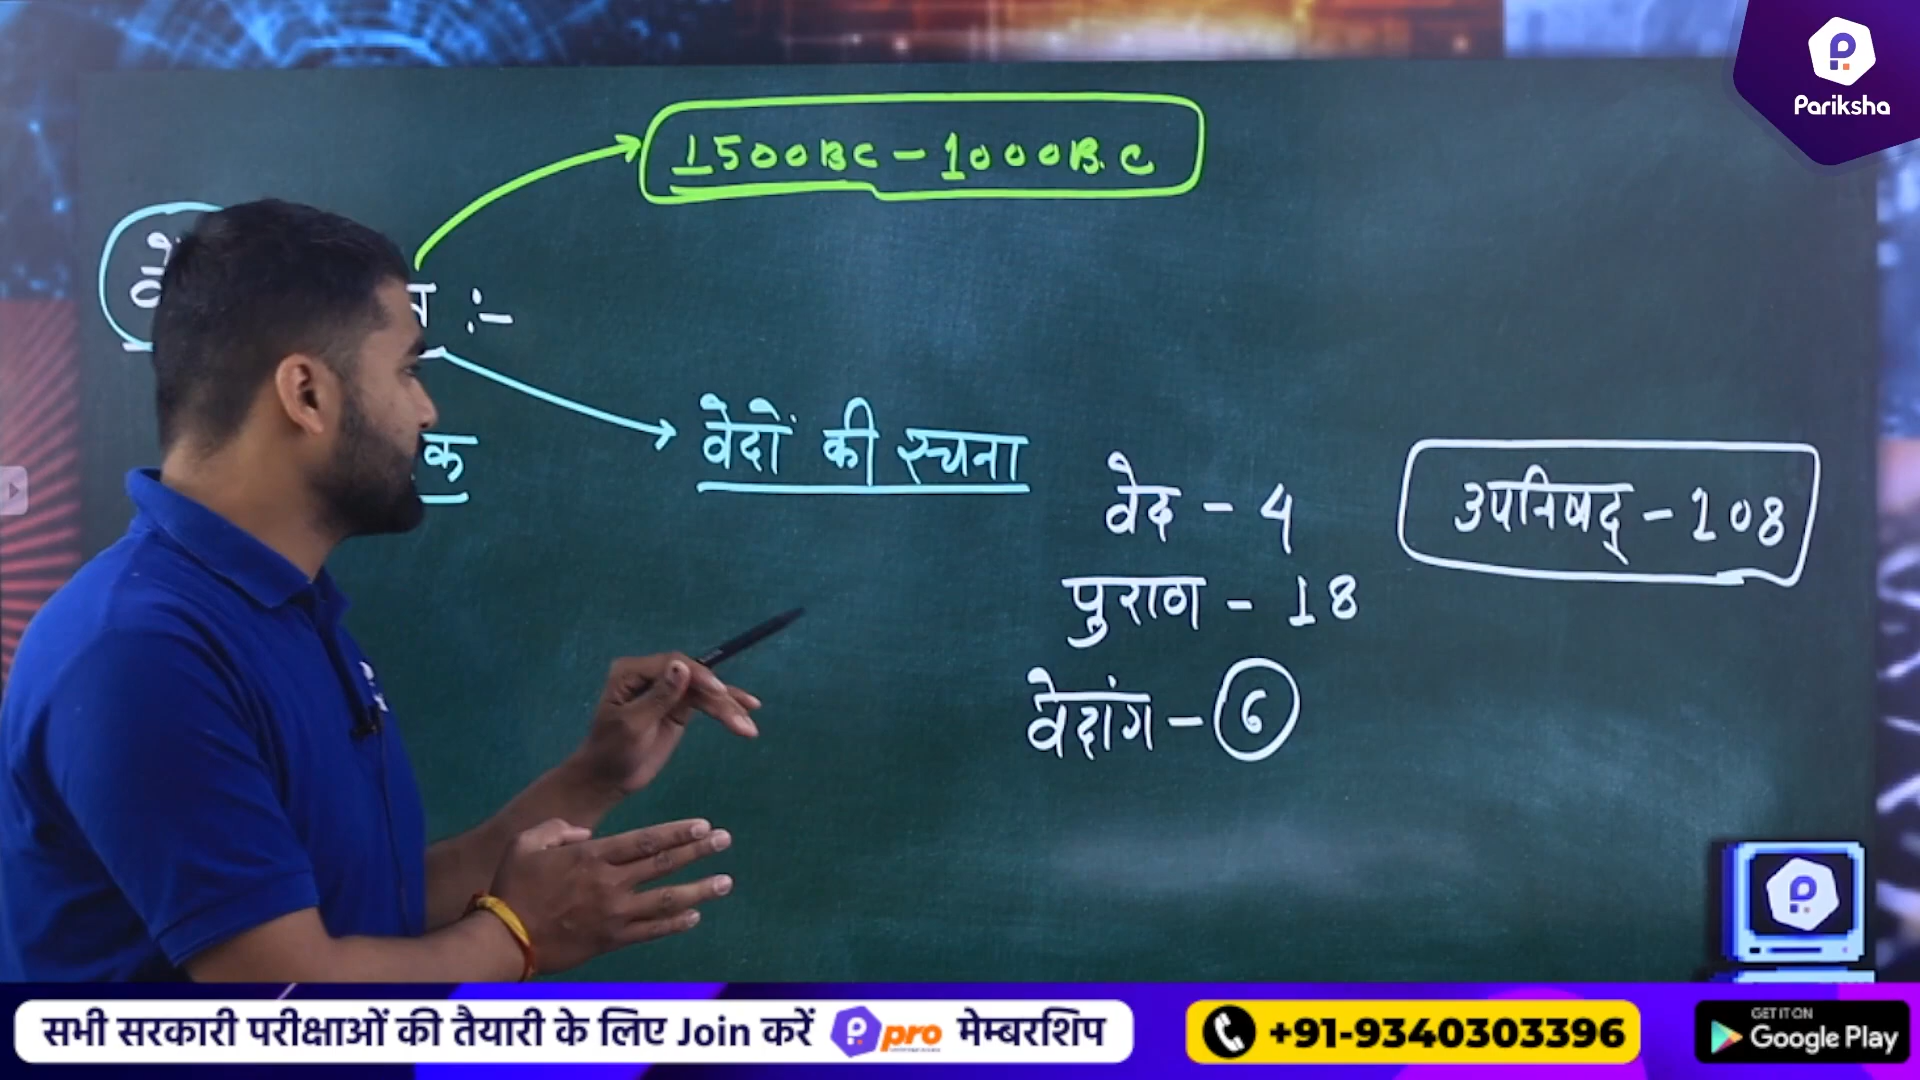 Pariksha
1500BC - 1000B.C
:-
वेदों की रचना
वेद - 4
उपनिषद् - 108
पुराण - 18
वेदांग - 6
सभी सरकारी परीक्षाओं की तैयारी के लिए Join करें pro मेम्बरशिप
+91-9340303396
GET IT ON
Google Play